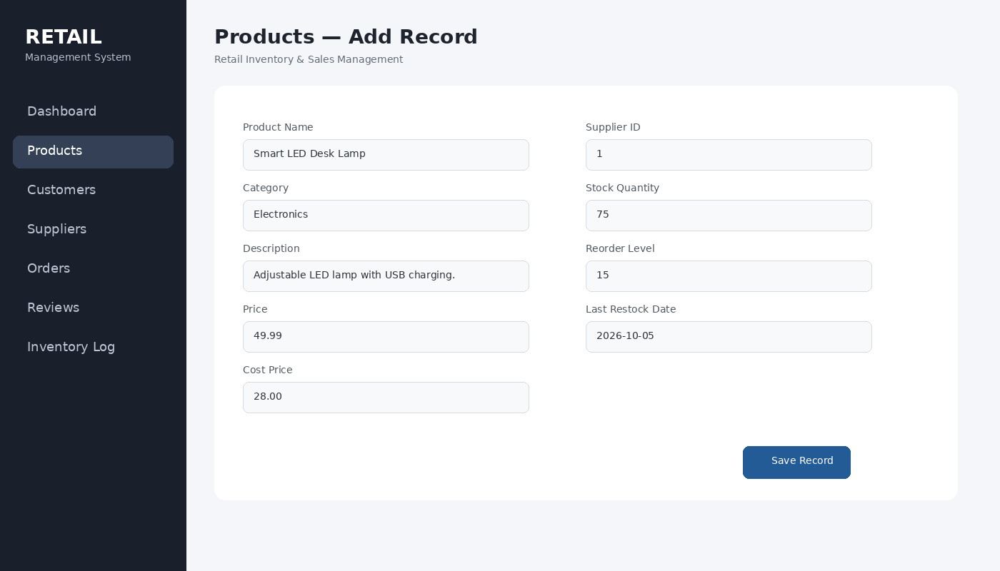 RETAIL
Management System
Dashboard
Products
Customers
Suppliers
Orders
Reviews
Inventory Log
Products — Add Record
Retail Inventory & Sales Management
Product Name
Smart LED Desk Lamp
Category
Electronics
Description
Adjustable LED lamp with USB charging.
Price
49.99
Cost Price
28.00
Supplier ID
1
Stock Quantity
75
Reorder Level
15
Last Restock Date
2026-10-05
Save Record